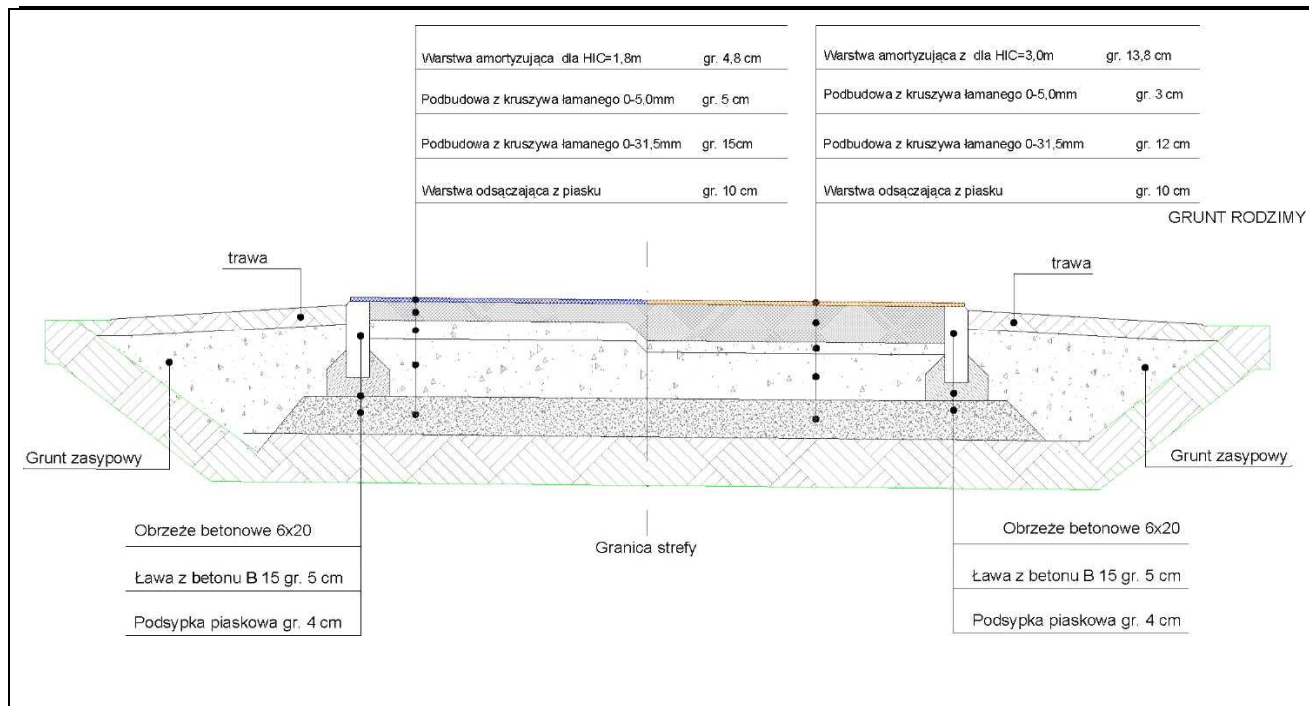 Warstwa amortyzująca dla HIC=1,8m gr. 4,8 cm
Podbudowa z kruszywa łamanego 0-5,0mm gr. 5 cm
Podbudowa z kruszywa łamanego 0-31,5mm gr. 15cm
Warstwa odsączająca z piasku gr. 10 cm
Warstwa amortyzująca z dla HIC=3,0m gr. 13,8 cm
Podbudowa z kruszywa łamanego 0-5,0mm gr. 3 cm
Podbudowa z kruszywa łamanego 0-31,5mm gr. 12 cm
Warstwa odsączająca z piasku gr. 10 cm
GRUNT RODZIMY
trawa
trawa
Grunt zasypowy
Grunt zasypowy
Obrzeże betonowe 6x20
Ława z betonu B 15 gr. 5 cm
Podsypka piaskowa gr. 4 cm
Granica strefy
Obrzeże betonowe 6x20
Ława z betonu B 15 gr. 5 cm
Podsypka piaskowa gr. 4 cm